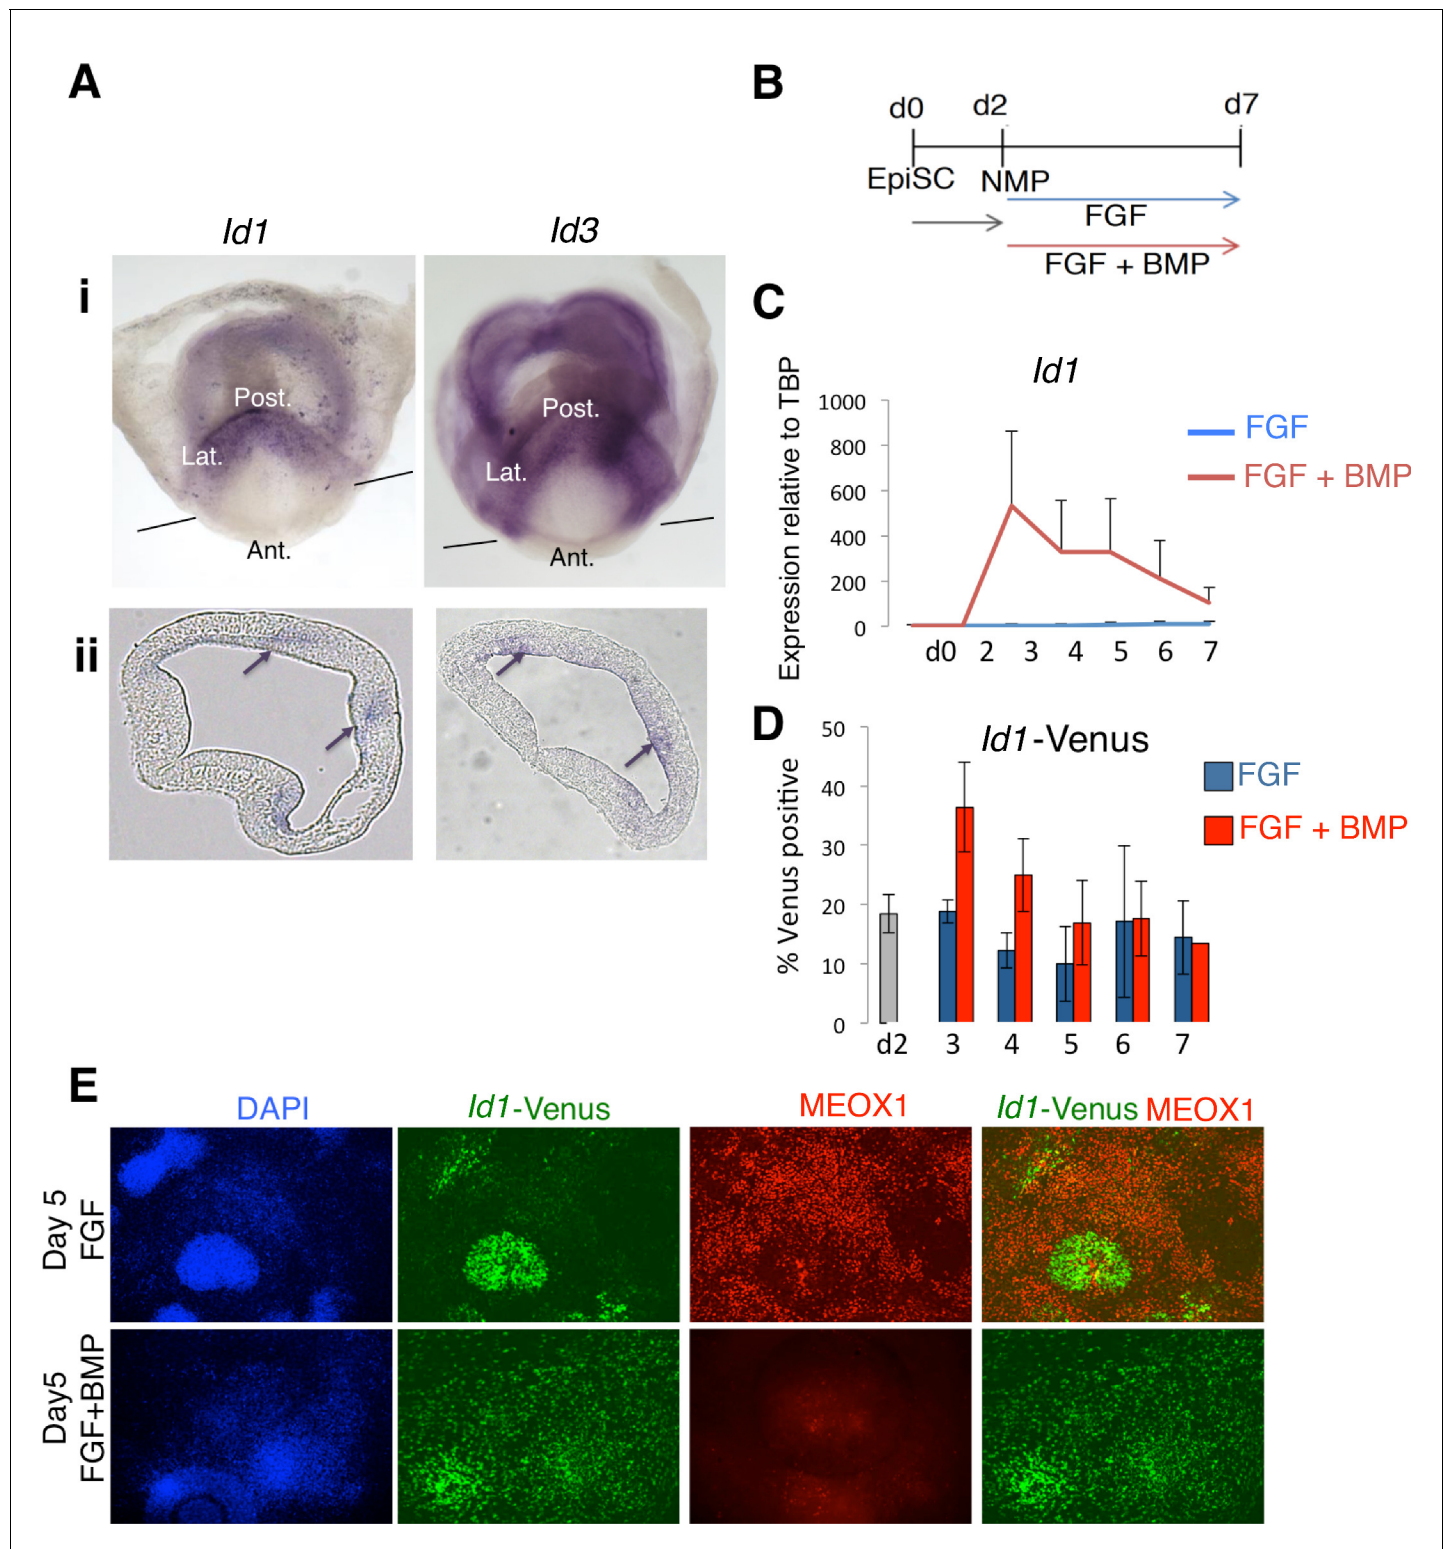 A
Id1
Id3
i
Post.
Lat.
Ant.
Post.
Lat.
Ant.
ii
B
d0
d2
d7
EpiSC
NMP
FGF
FGF + BMP
C
Id1
Expression relative to TBP
1000
800
600
400
200
0
d0 2 3 4 5 6 7
FGF
FGF + BMP
D
Id1-Venus
% Venus positive
50
40
30
20
10
0
d2 3 4 5 6 7
FGF
FGF + BMP
E
DAPI
Id1-Venus
MEOX1
Id1-Venus MEOX1
Day 5
FGF
Day5
FGF+BMP